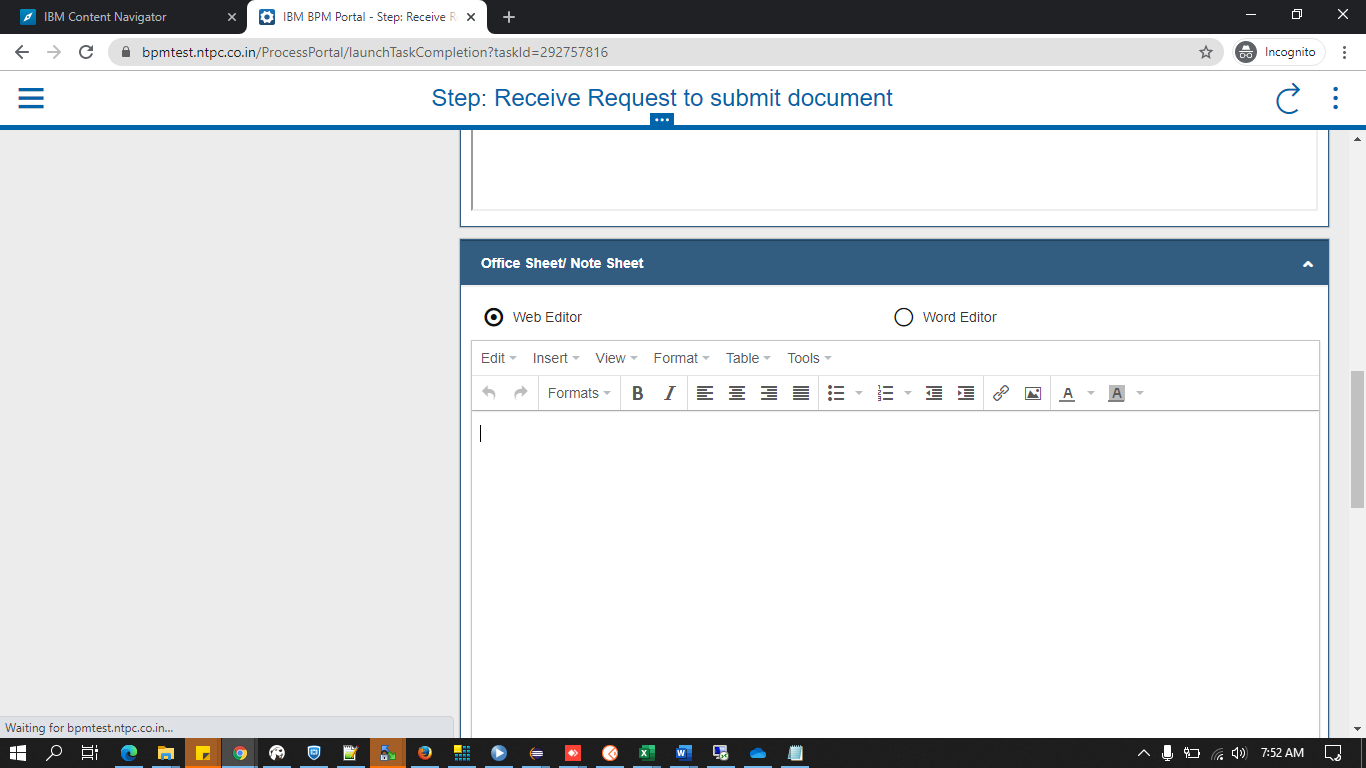 IBM Content Navigator
IBM BPM Portal - Step: Receive R
bpmtest.ntpc.co.in/ProcessPortal/launchTaskCompletion?taskId=292757816
Incognito
Step: Receive Request to submit document
Office Sheet/ Note Sheet
Web Editor
Word Editor
Edit Insert View Format Table Tools
Formats B I A A
Waiting for bpmtest.ntpc.co.in...
7:52 AM